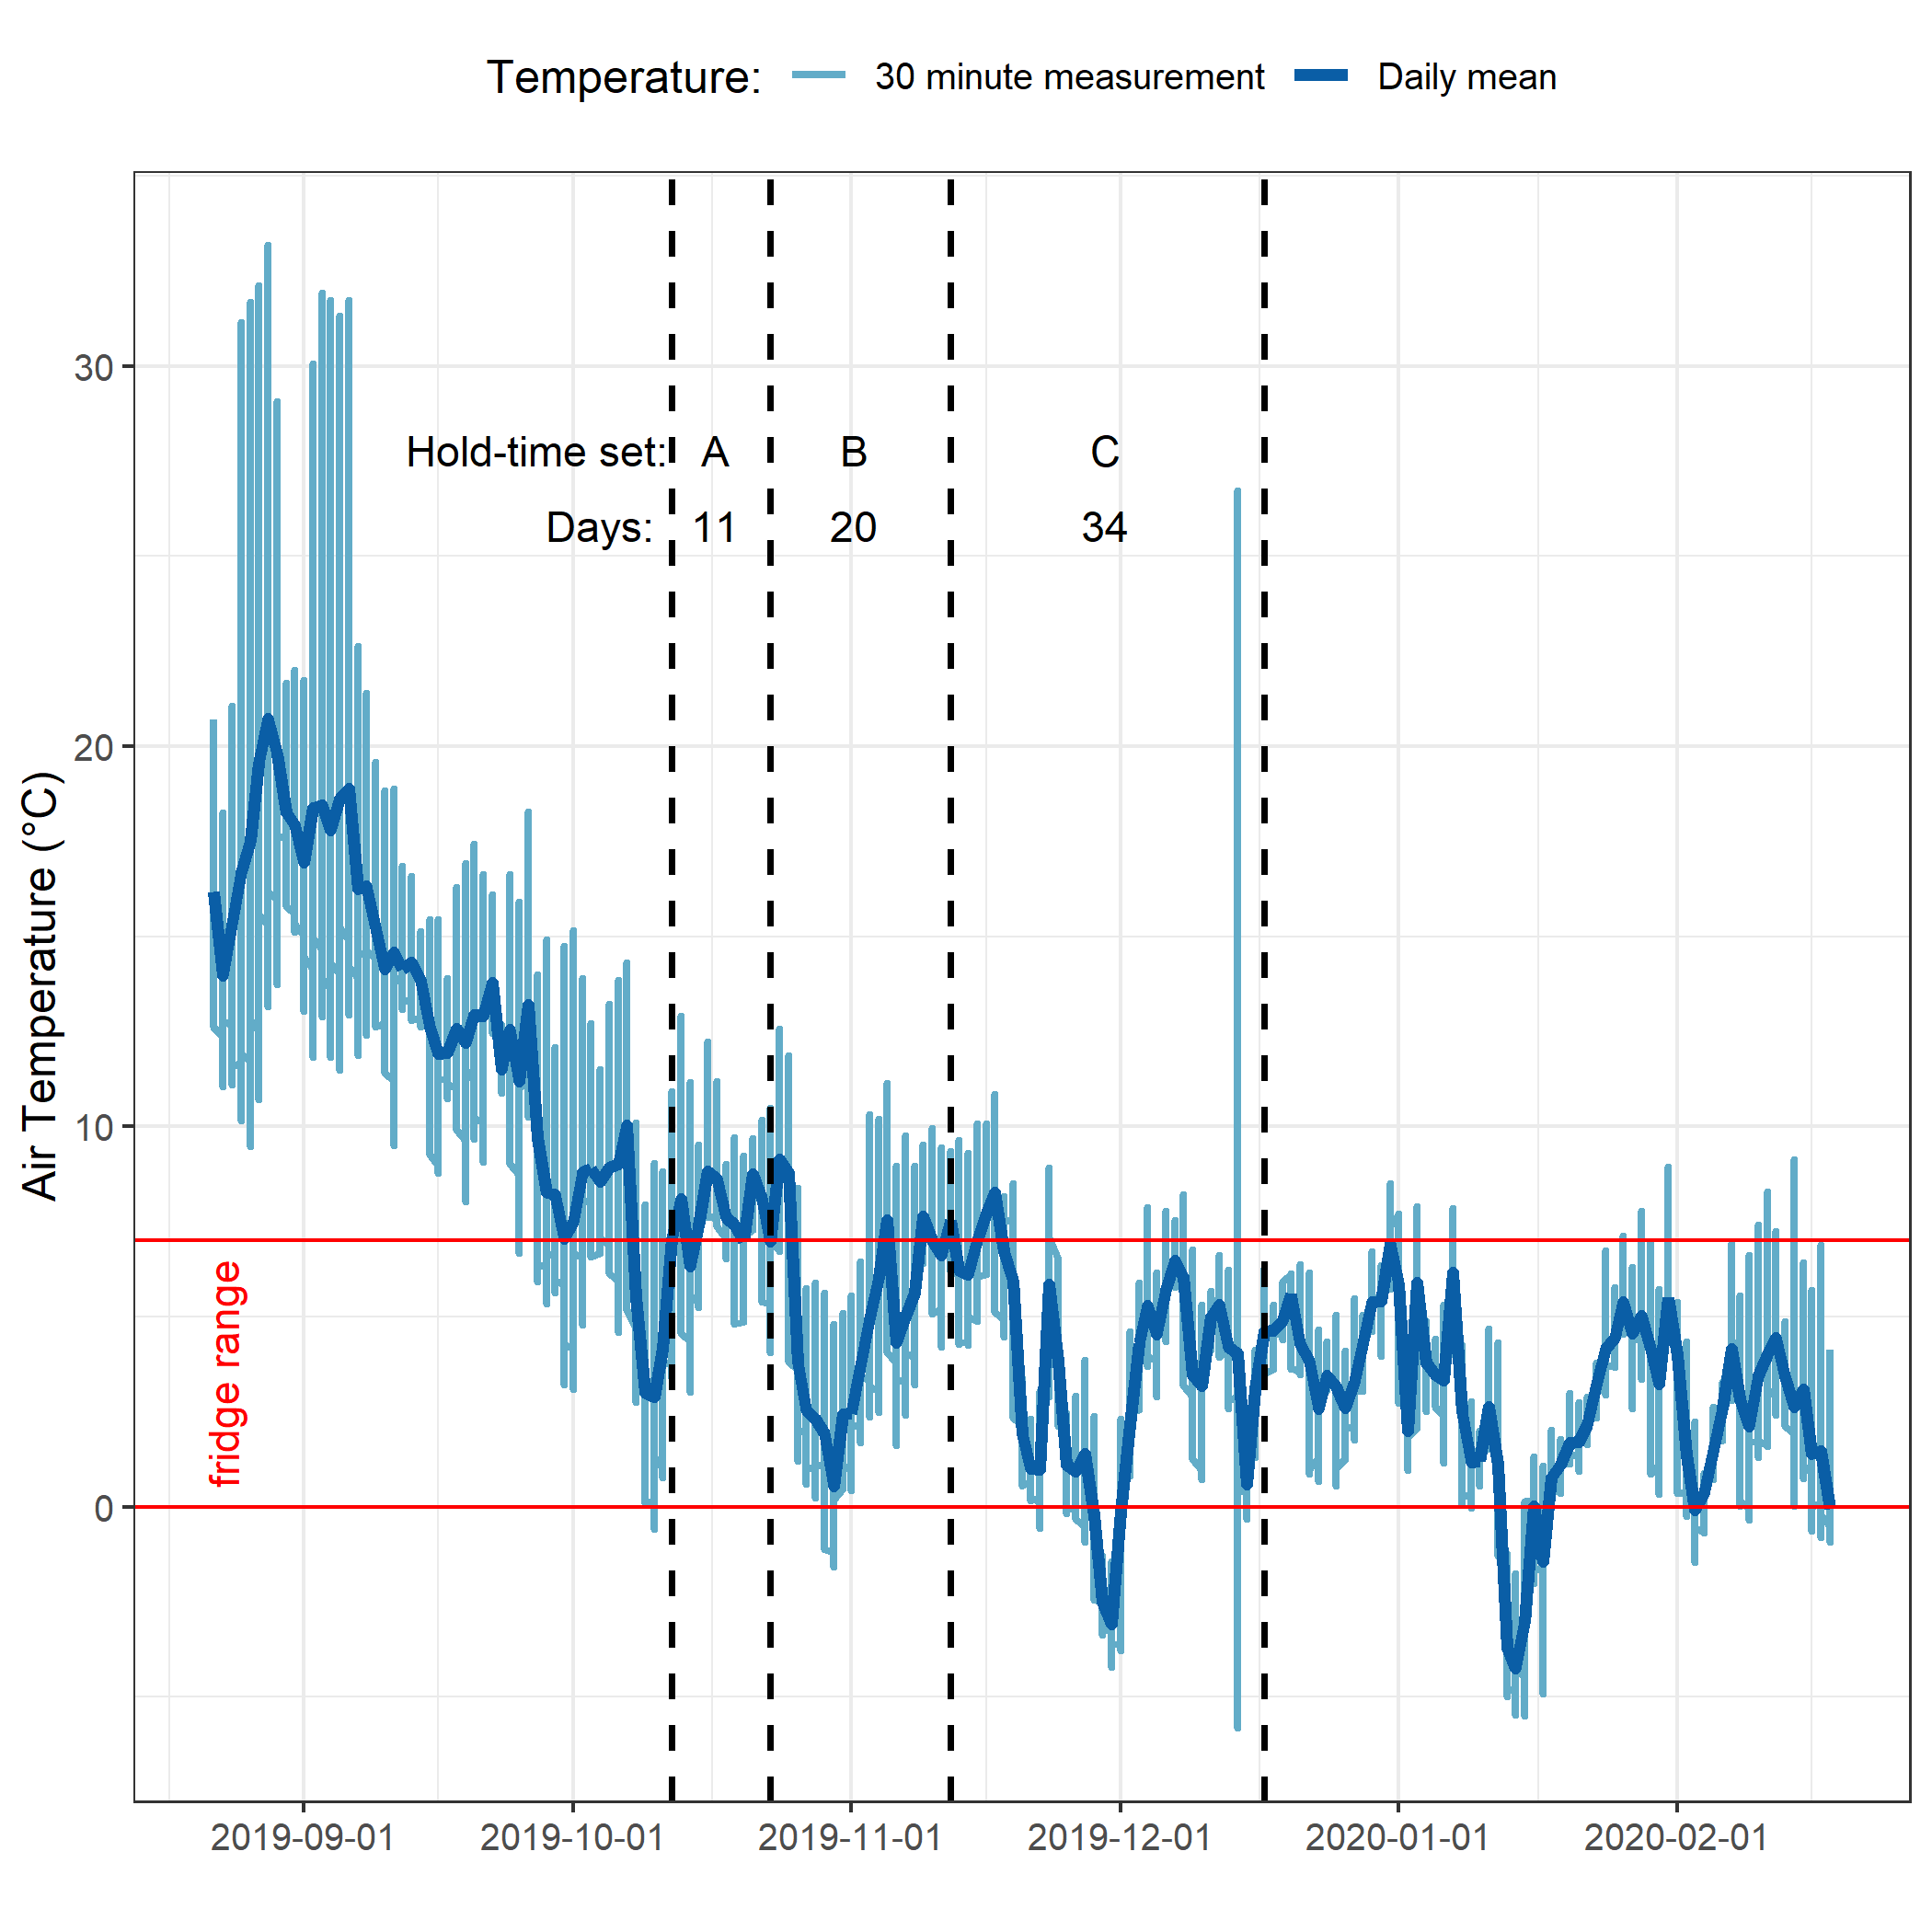 Temperature: 30 minute measurement Daily mean
30
20
10
0
Air Temperature (°C)
Hold-time set: A B C
Days: 11 20 34
fridge range
2019-09-01 2019-10-01 2019-11-01 2019-12-01 2020-01-01 2020-02-01